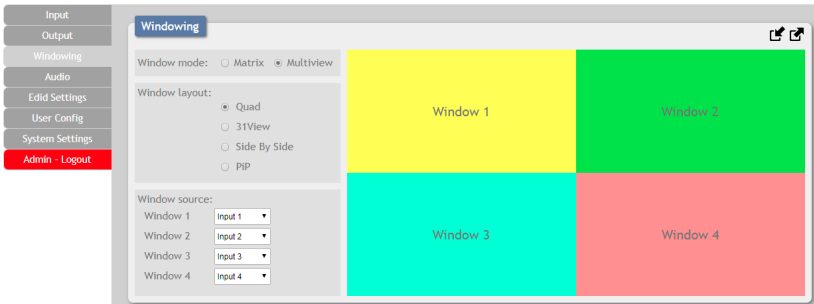 Input
Output
Windowing
Audio
Edid Settings
User Config
System Settings
Admin - Logout
Windowing
Window mode: Matrix Multiview
Window layout:
Quad
31View
Side By Side
PiP
Window source:
Window 1 Input 1
Window 2 Input 2
Window 3 Input 3
Window 4 Input 4
Window 1 Window 2
Window 3 Window 4